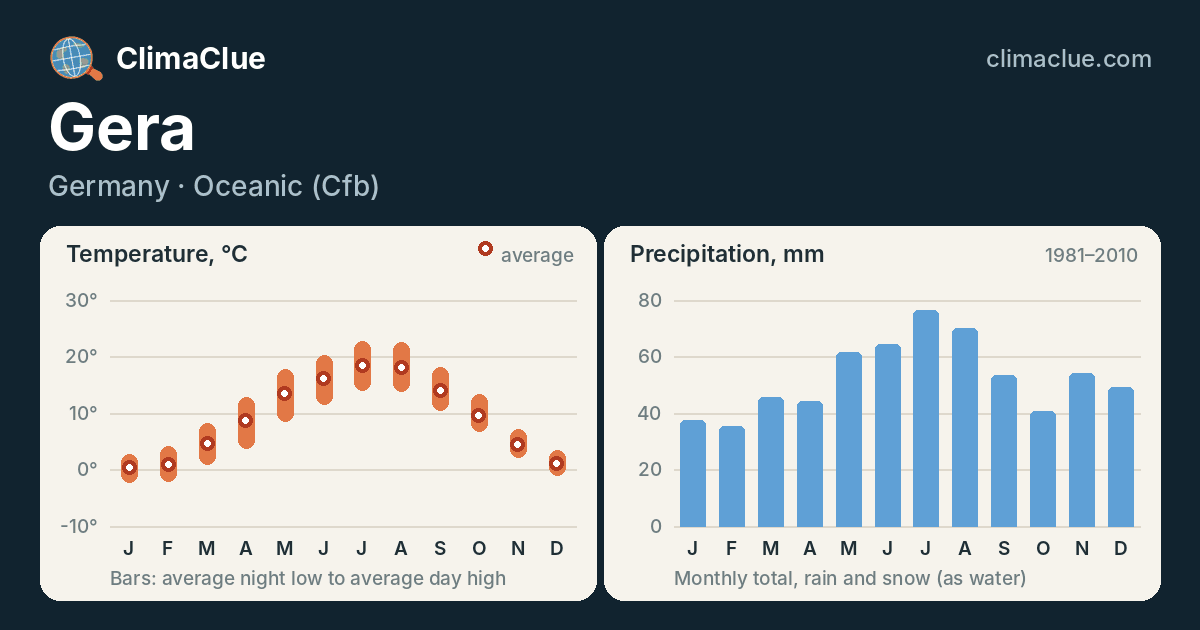 ClimaClue
climaclue.com
Gera
Germany · Oceanic (Cfb)
Temperature, °C
average
30°
20°
10°
0°
-10°
J F M A M J J A S O N D
Bars: average night low to average day high
Precipitation, mm
1981–2010
80
60
40
20
0
J F M A M J J A S O N D
Monthly total, rain and snow (as water)